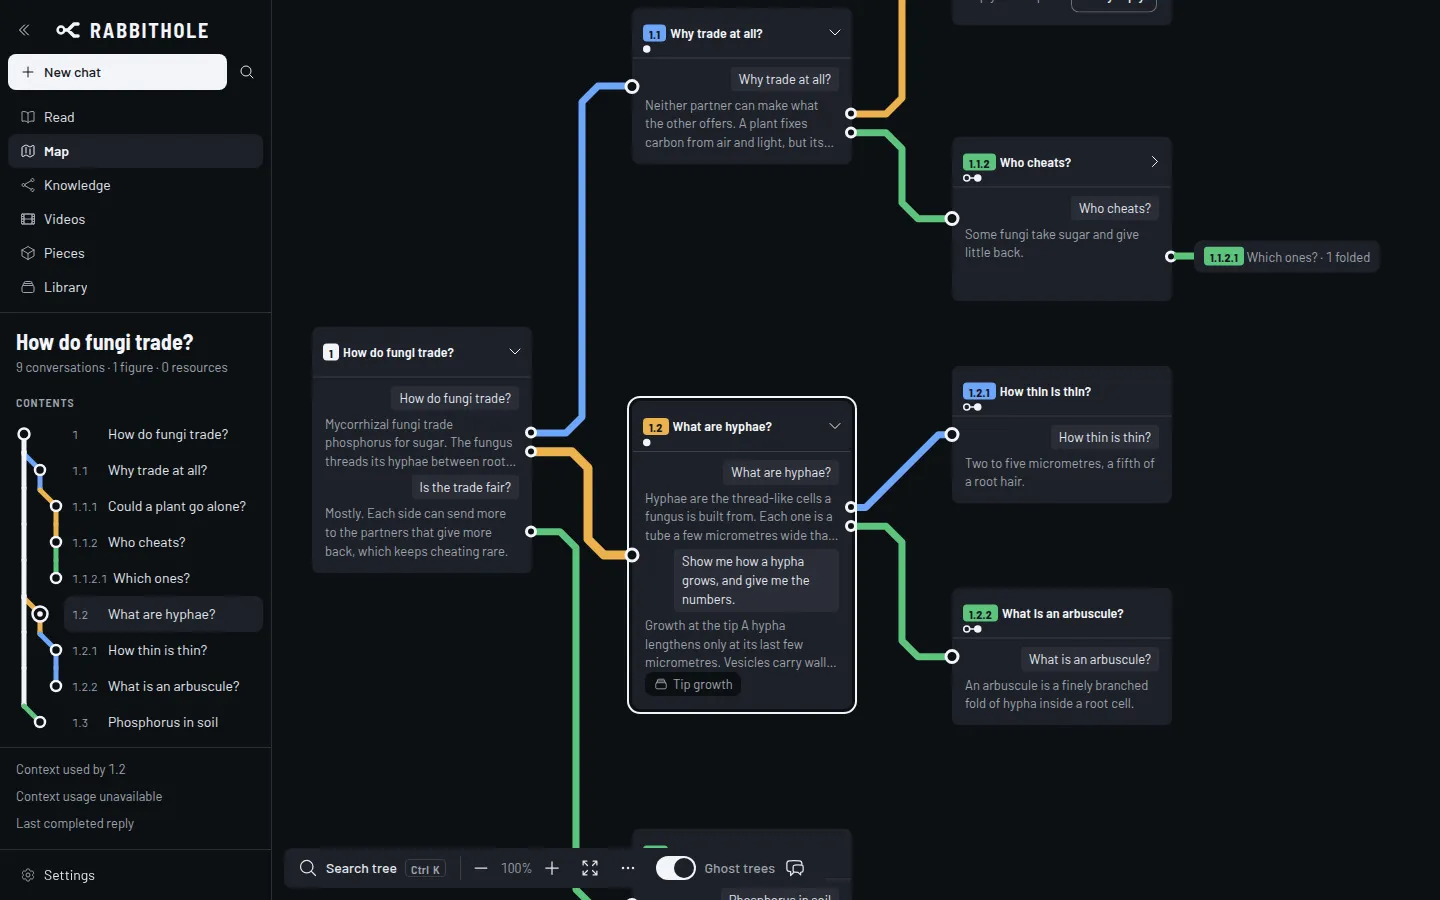 RABBITHOLE
New chat
Read
Map
Knowledge
Videos
Pieces
Library
How do fungi trade?
9 conversations · 1 figure · 0 resources
CONTENTS
1 How do fungi trade?
1.1 Why trade at all?
1.1.1 Could a plant go alone?
1.1.2 Who cheats?
1.1.2.1 Which ones?
1.2 What are hyphae?
1.2.1 How thin is thin?
1.2.2 What is an arbuscule?
1.3 Phosphorus in soil
Context used by 1.2
Context usage unavailable
Last completed reply
Settings
1 How do fungi trade?
How do fungi trade?
Mycorrhizal fungi trade
phosphorus for sugar. The fungus
threads its hyphae between root...
Is the trade fair?
Mostly. Each side can send more
to the partners that give more
back, which keeps cheating rare.
1.1 Why trade at all?
Why trade at all?
Neither partner can make what
the other offers. A plant fixes
carbon from air and light, but its...
1.2 What are hyphae?
What are hyphae?
Hyphae are the thread-like cells a
fungus is built from. Each one is a
tube a few micrometres wide tha...
Show me how a hypha
grows, and give me the
numbers.
Growth at the tip A hypha
lengthens only at its last few
micrometres. Vesicles carry wall...
Tip growth
1.1.2 Who cheats?
Who cheats?
Some fungi take sugar and give
little back.
1.1.2.1 Which ones? · 1 folded
1.2.1 How thin is thin?
How thin is thin?
Two to five micrometres, a fifth of
a root hair.
1.2.2 What is an arbuscule?
What is an arbuscule?
An arbuscule is a finely branched
fold of hypha inside a root cell.
Phosphorus in soil
Search tree Ctrl K
100%
Ghost trees